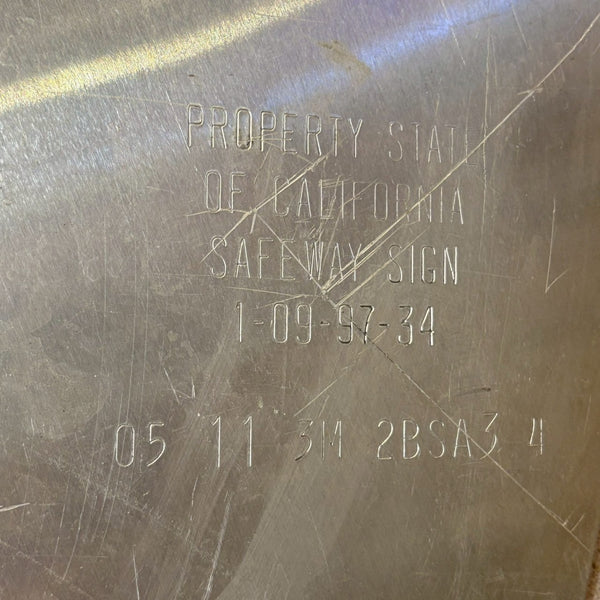 PROPERTY STATE
OF CALIFORNIA
SAFEWAY SIGN
1-09-97-34
05 11 3M 2BSA3 4